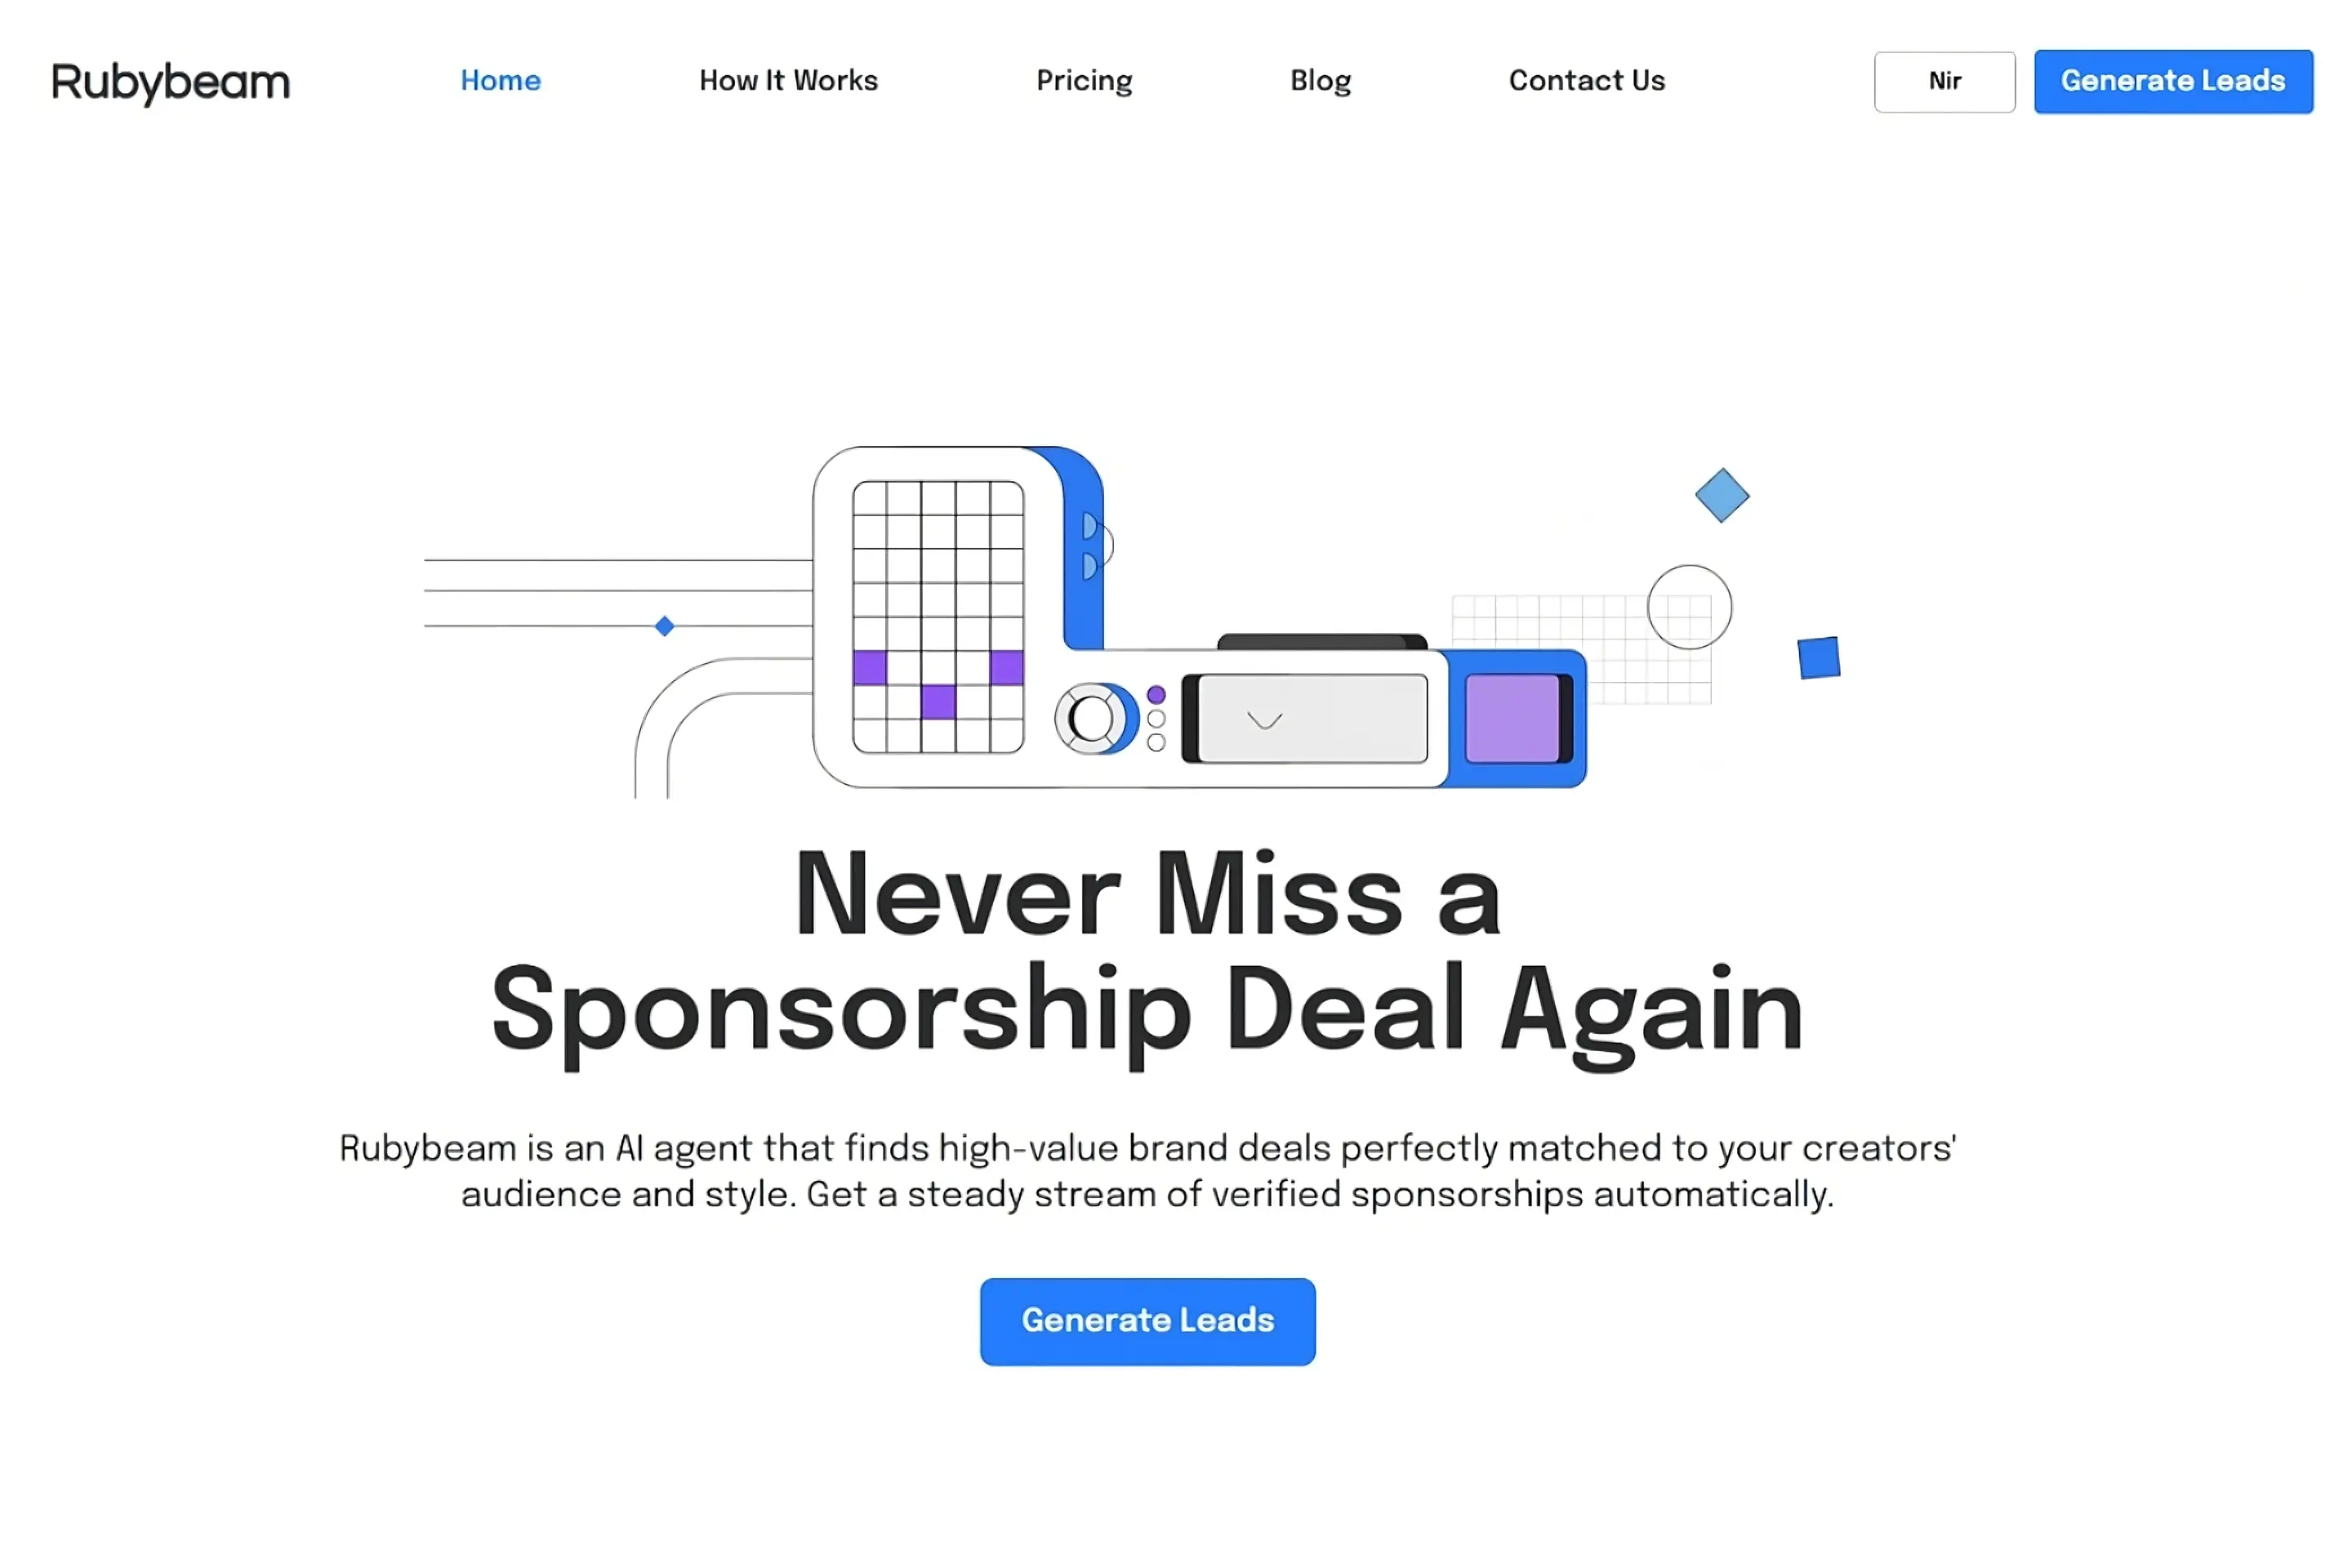 Rubybeam
Home
How It Works
Pricing
Blog
Contact Us
Nir
Generate Leads
Never Miss a
Sponsorship Deal Again
Rubybeam is an AI agent that finds high-value brand deals perfectly matched to your creators'
audience and style. Get a steady stream of verified sponsorships automatically.
Generate Leads